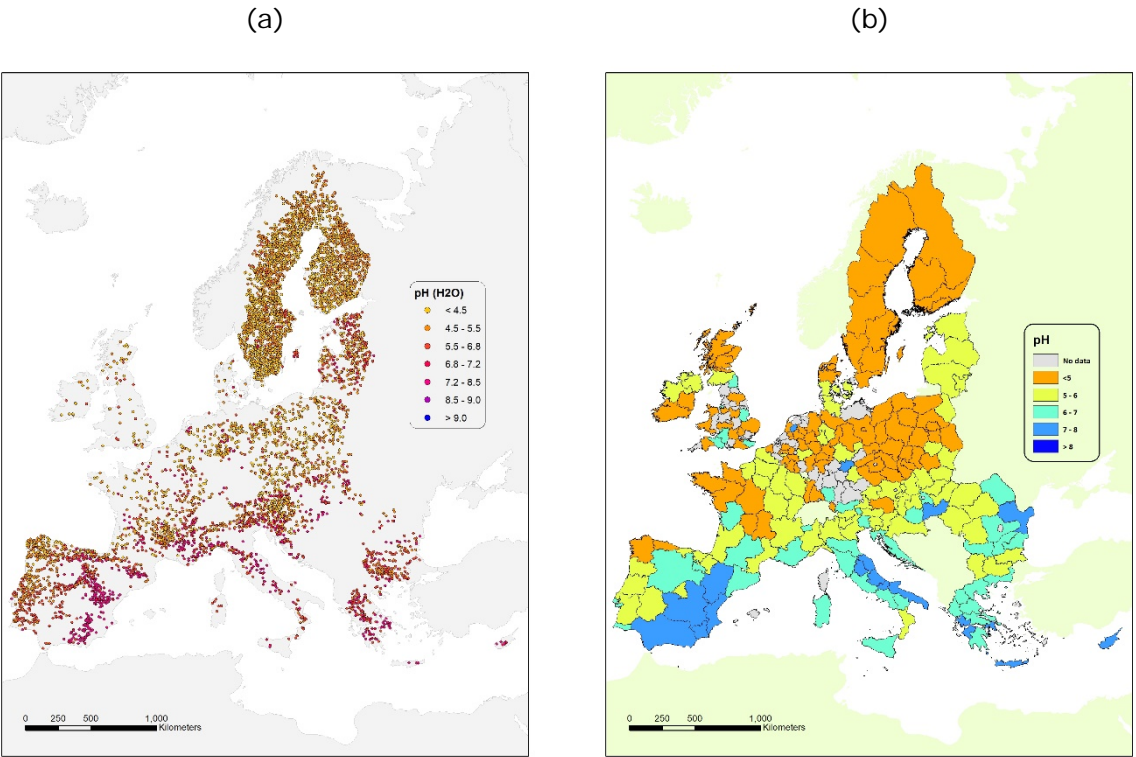 (a)
(b)
pH (H2O)
< 4.5
4.5 - 5.5
5.5 - 6.8
6.8 - 7.2
7.2 - 8.5
8.5 - 9.0
> 9.0
0 250 500 1,000
Kilometers
pH
No data
<5
5 - 6
6 - 7
7 - 8
> 8
0 250 500 1,000
Kilometers